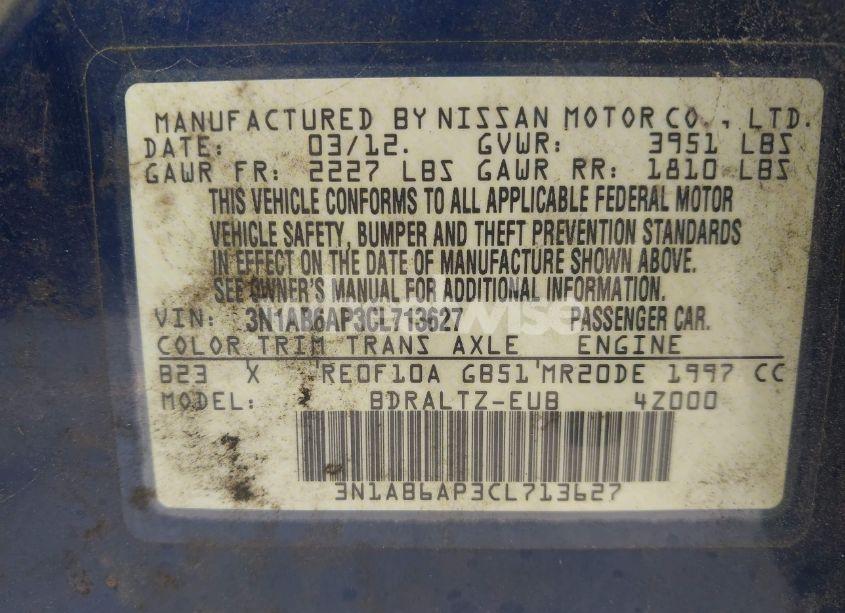 MANUFACTURED BY NISSAN MOTOR CO., LTD.
DATE: 03/12. GVWR: 3951 LBS
GAWR FR: 2227 LBS GAWR RR: 1810 LBS
THIS VEHICLE CONFORMS TO ALL APPLICABLE FEDERAL MOTOR
VEHICLE SAFETY, BUMPER AND THEFT PREVENTION STANDARDS
IN EFFECT ON THE DATE OF MANUFACTURE SHOWN ABOVE.
SEE OWNER'S MANUAL FOR ADDITIONAL INFORMATION.
VIN: 3N1AB6AP3CL713627 PASSENGER CAR.
COLOR TRIM TRANS AXLE ENGINE
B23 X RE0F10A GB51 MR20DE 1997 CC
MODEL: BDRALTZ-EUB 4Z000
3N1AB6AP3CL713627